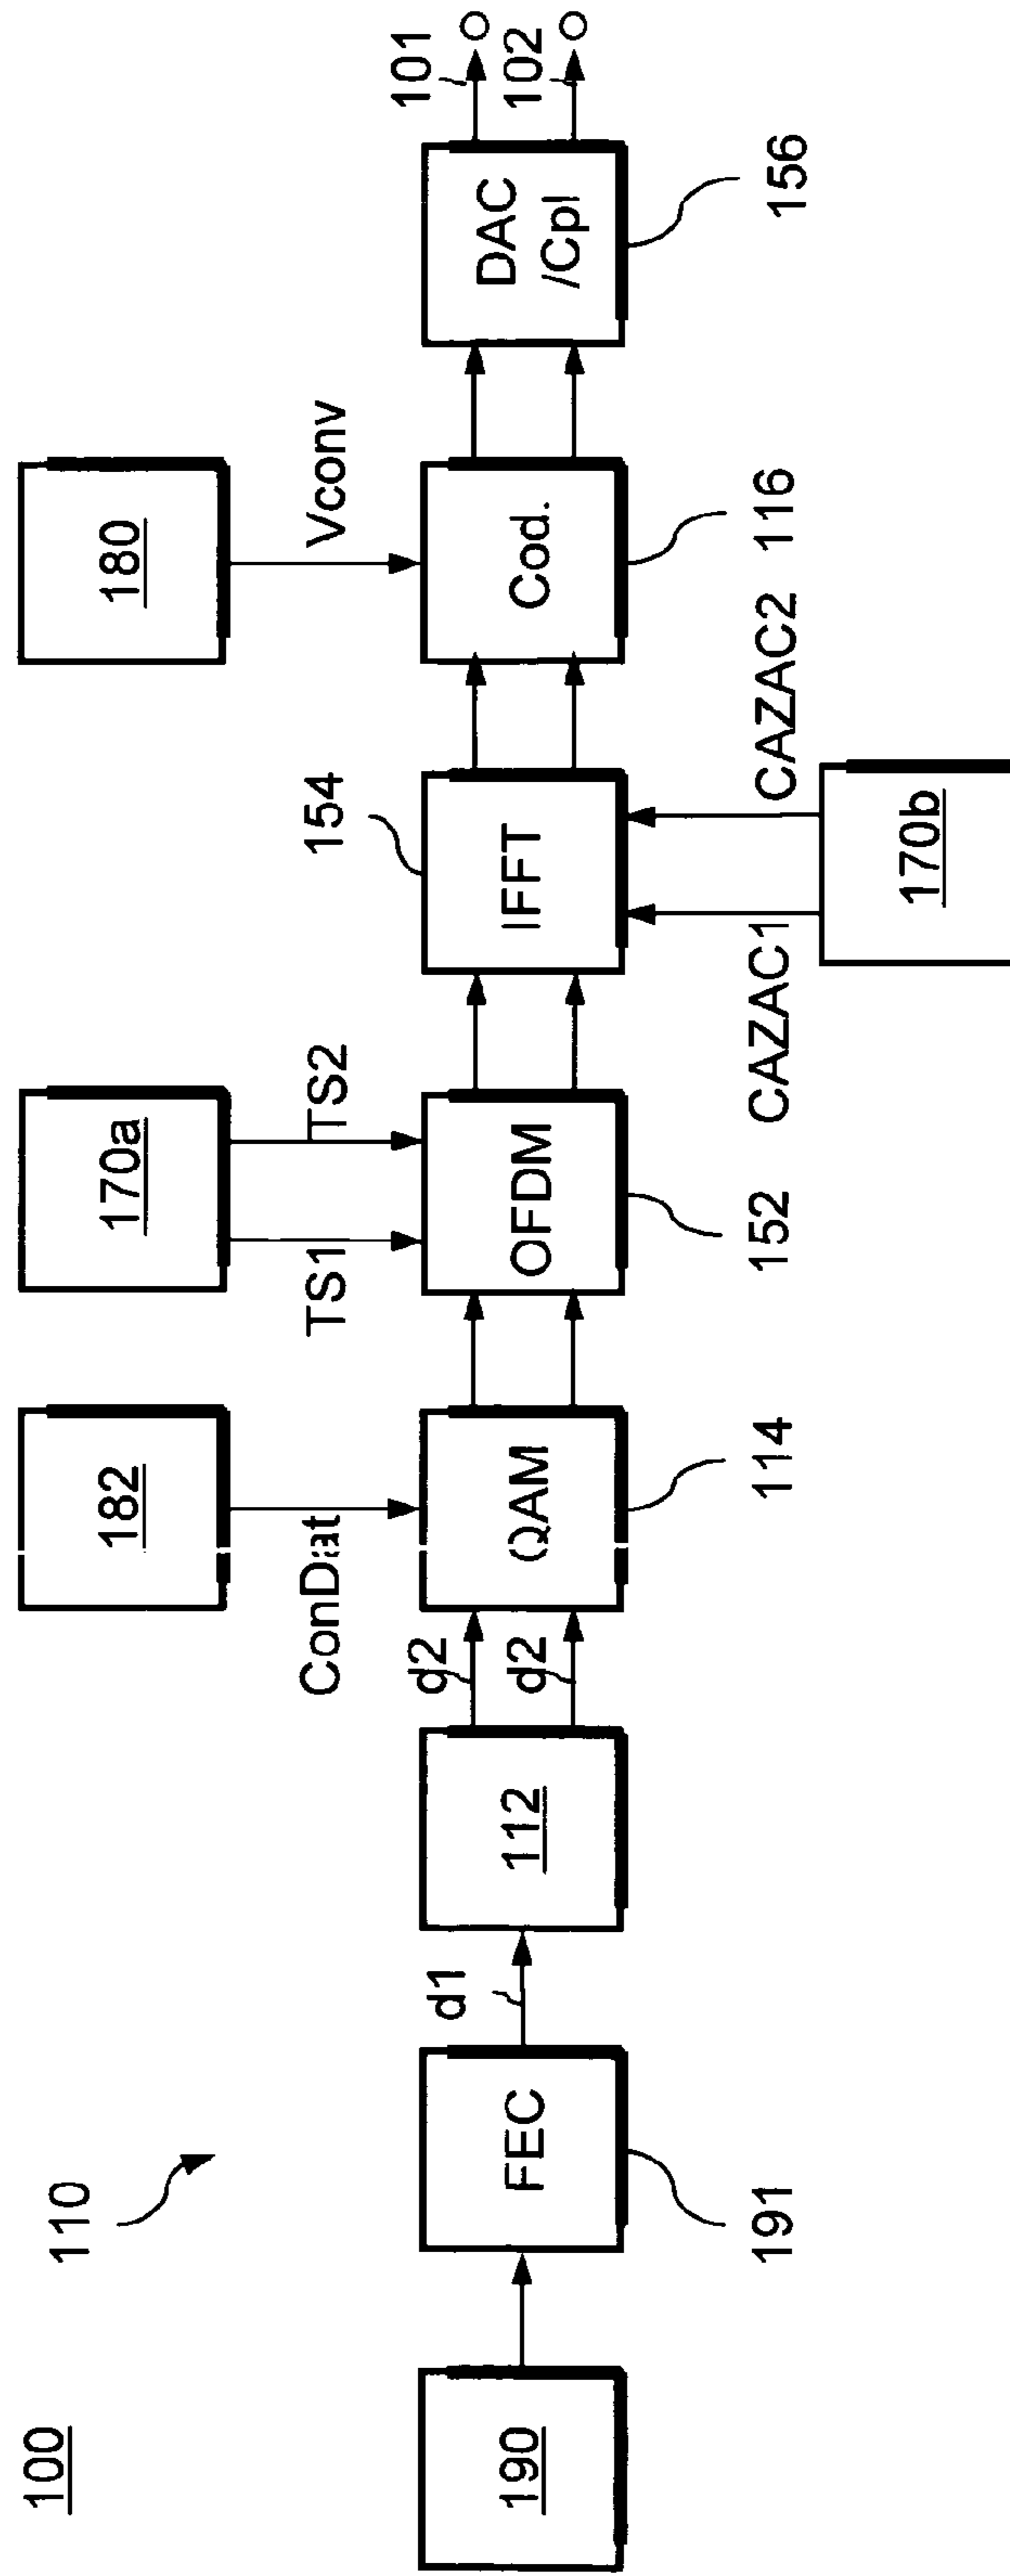 100
110
182
170a
180
ConDat
TS1
TS2
Vconv
154
101
102
190
FEC
d1
112
d2
d2
QAM
OFDM
IFFT
Cod.
DAC
/Cpl
191
114
152
CAZAC1
CAZAC2
116
156
170b